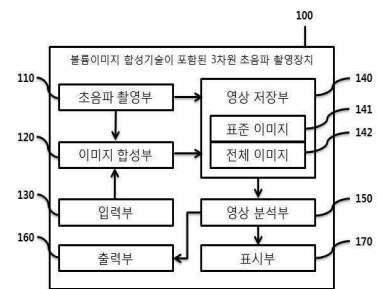 100
볼륨이미지 합성기술이 포함된 3차원 초음파 촬영장치
110
초음파 촬영부
영상 저장부
140
표준 이미지
141
120
이미지 합성부
전체 이미지
142
130
입력부
영상 분석부
150
160
출력부
표시부
170